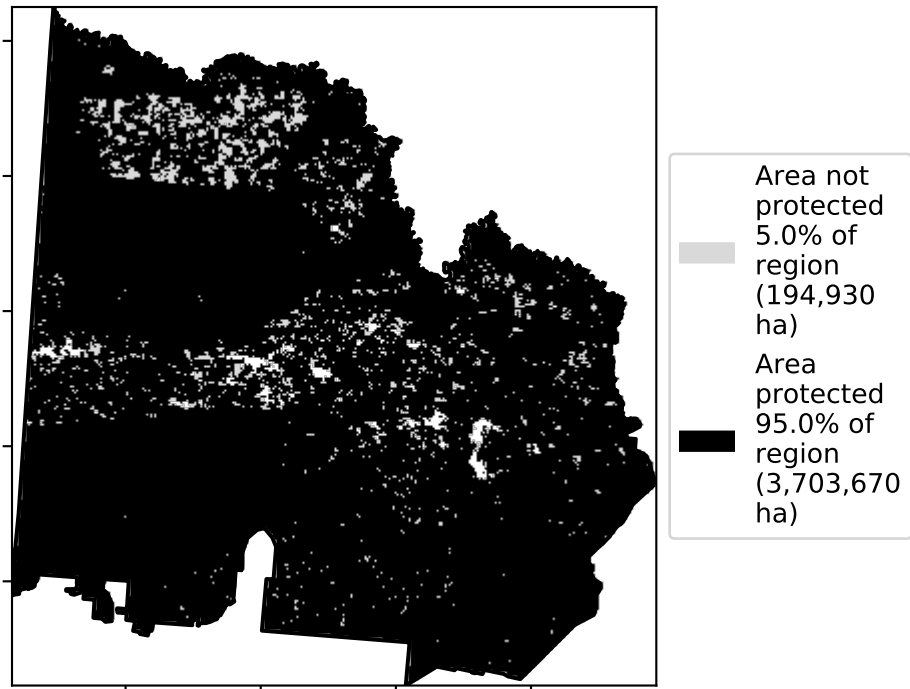 Area not
protected
5.0% of
region
(194,930
ha)
Area
protected
95.0% of
region
(3,703,670
ha)